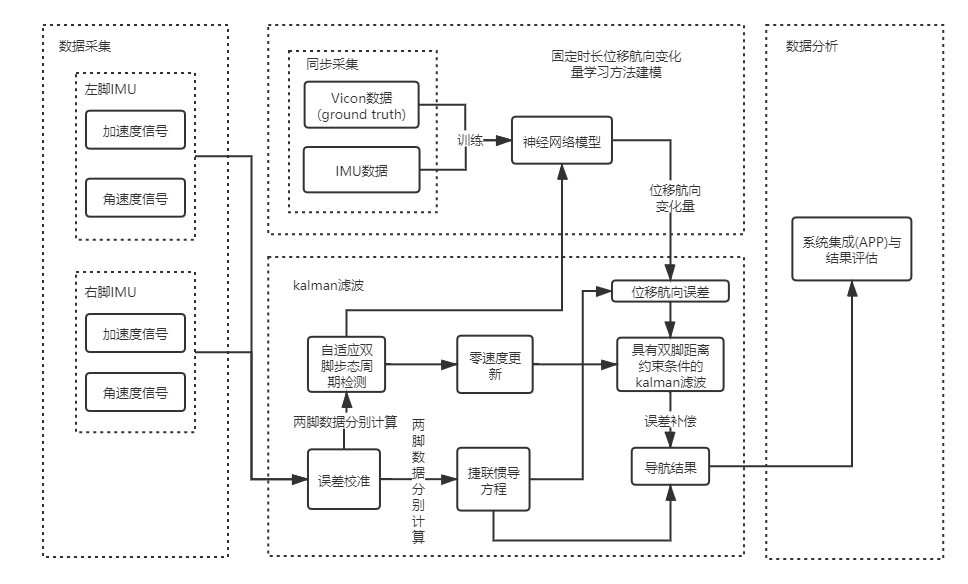 数据采集
左脚IMU
加速度信号
角速度信号
右脚IMU
加速度信号
角速度信号
同步采集
Vicon数据
(ground truth)
IMU数据
训练
固定时长位移航向变化
量学习方法建模
神经网络模型
位移航向
变化量
kalman滤波
自适应双
脚步态周
期检测
零速度更
新
位移航向误差
具有双脚距离
约束条件的
kalman滤波
两脚数据分别计算
误差校准
两
脚
数
据
分
别
计
算
捷联惯导
方程
误差补偿
导航结果
数据分析
系统集成(APP)与
结果评估